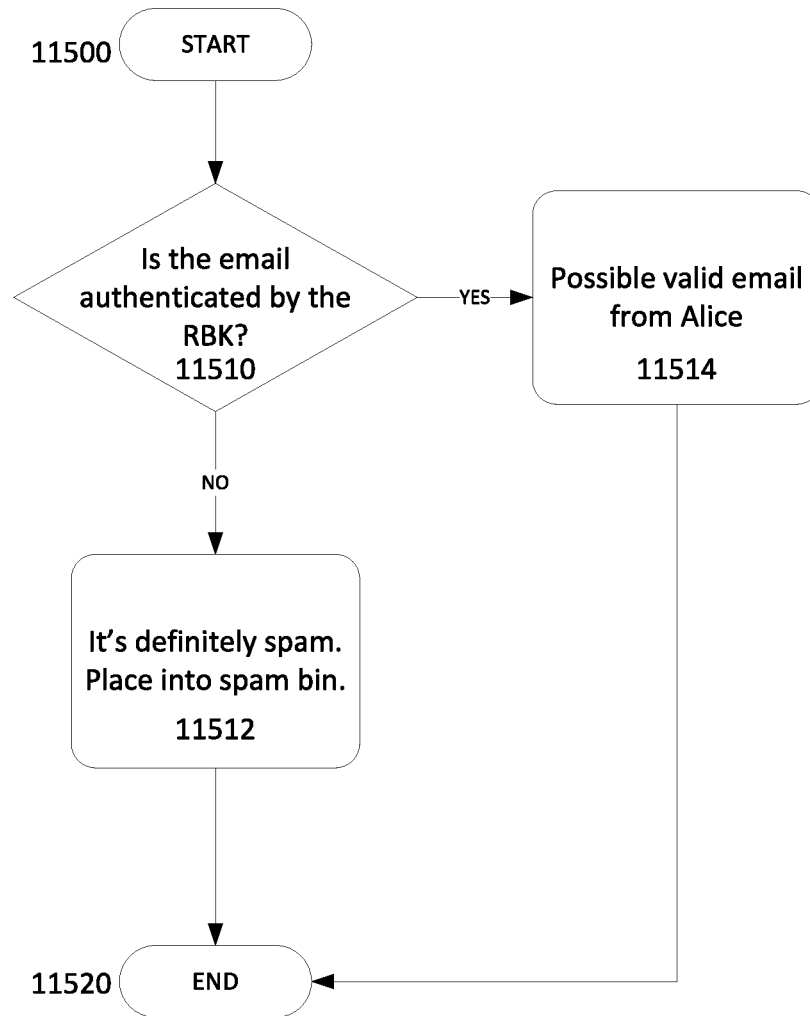 11500
START
Is the email
authenticated by the
RBK?
11510
YES
Possible valid email
from Alice
11514
NO
It’s definitely spam.
Place into spam bin.
11512
11520
END